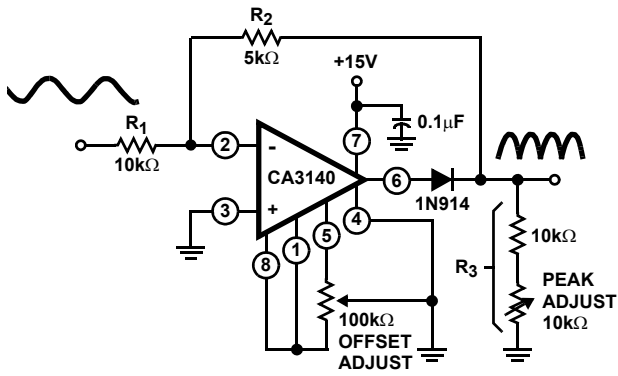 R2
5kΩ
+15V
R1
10kΩ
0.1μF
7
2
-
CA3140
6
1N914
3
+
4
5
1
8
10kΩ
R3
PEAK
ADJUST
10kΩ
100kΩ
OFFSET
ADJUST